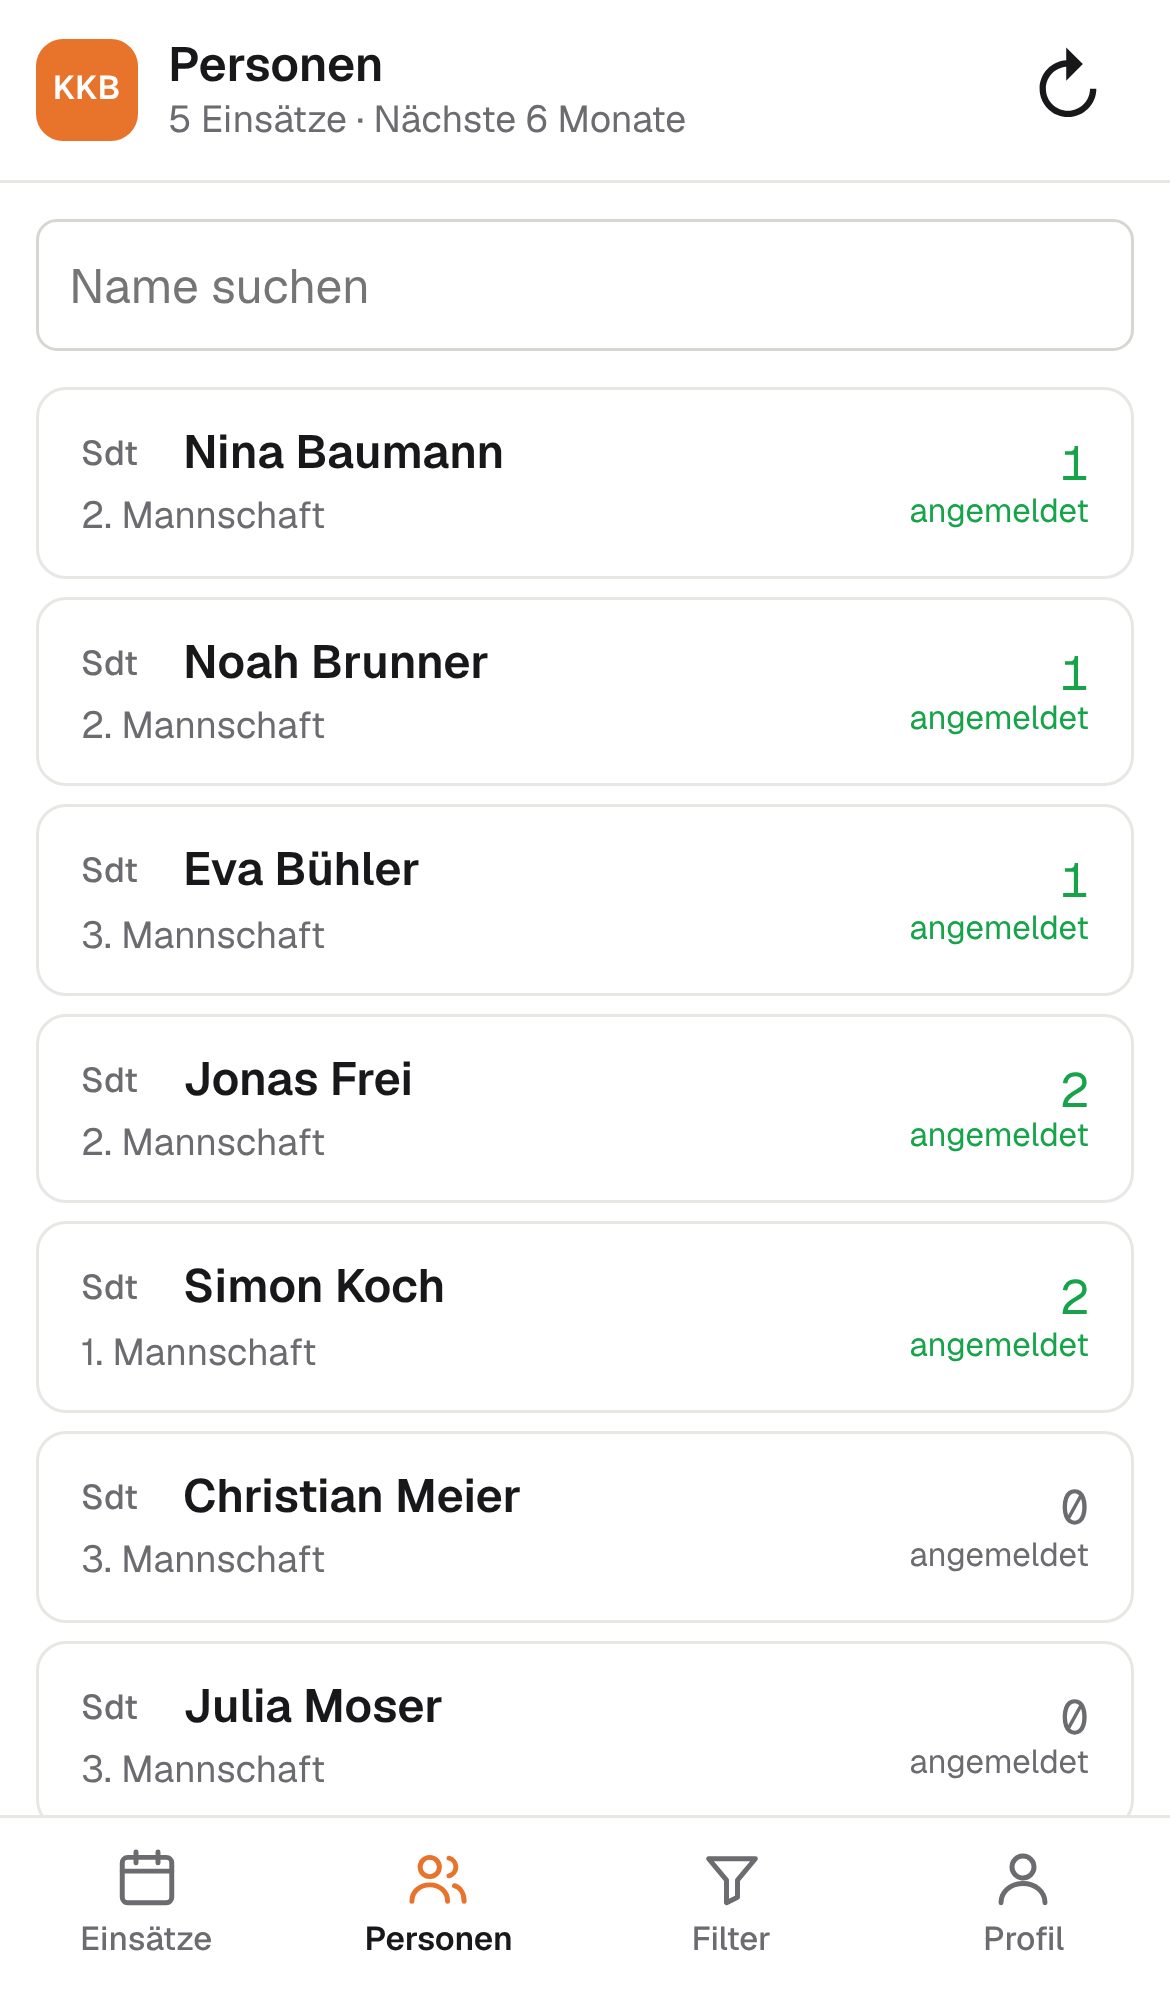 KKB
Personen
5 Einsätze · Nächste 6 Monate
Name suchen
Sdt Nina Baumann
2. Mannschaft
1
angemeldet
Sdt Noah Brunner
2. Mannschaft
1
angemeldet
Sdt Eva Bühler
3. Mannschaft
1
angemeldet
Sdt Jonas Frei
2. Mannschaft
2
angemeldet
Sdt Simon Koch
1. Mannschaft
2
angemeldet
Sdt Christian Meier
3. Mannschaft
0
angemeldet
Sdt Julia Moser
3. Mannschaft
0
angemeldet
Einsätze
Personen
Filter
Profil